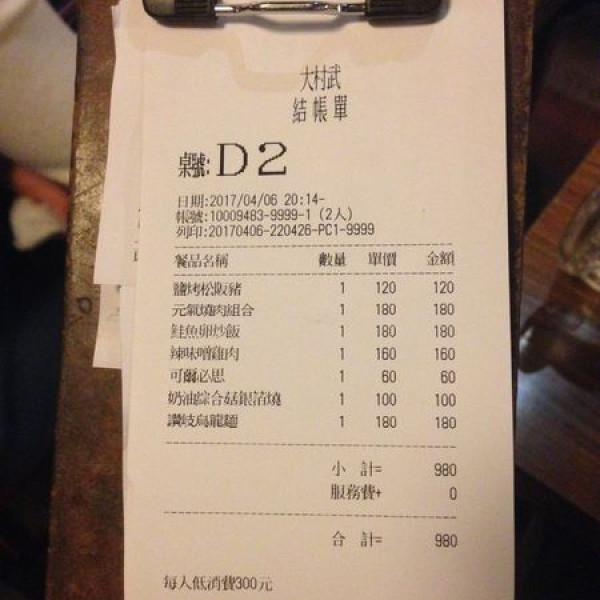 大村武
結帳單
桌號: D2
日期:2017/04/06 20:14-
帳號:10009483-9999-1 (2人)
列印:20170406-220426-PC1-9999
餐品名稱 數量 單價 金額
鹽烤松阪豬 1 120 120
元氣燒肉組合 1 180 180
鮭魚卵炒飯 1 180 180
辣味噌雞肉 1 160 160
可爾必思 1 60 60
奶油綜合菇銀箔燒 1 100 100
讚岐烏龍麵 1 180 180
小 計= 980
服務費+ 0
合 計= 980
每人低消費300元